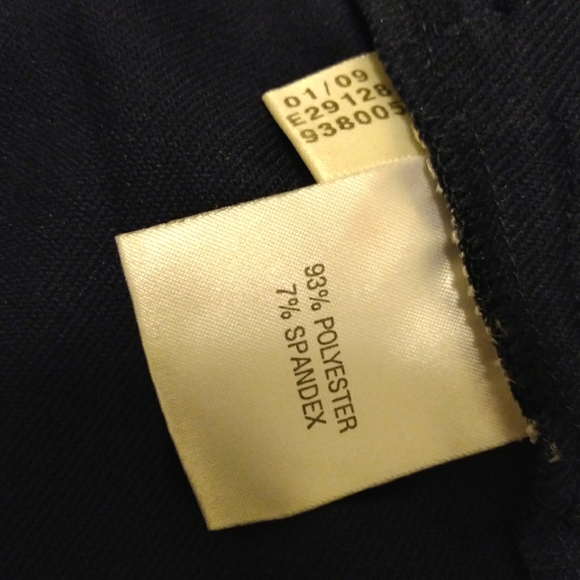 01/09
E29128
938005
93% POLYESTER
7% SPANDEX